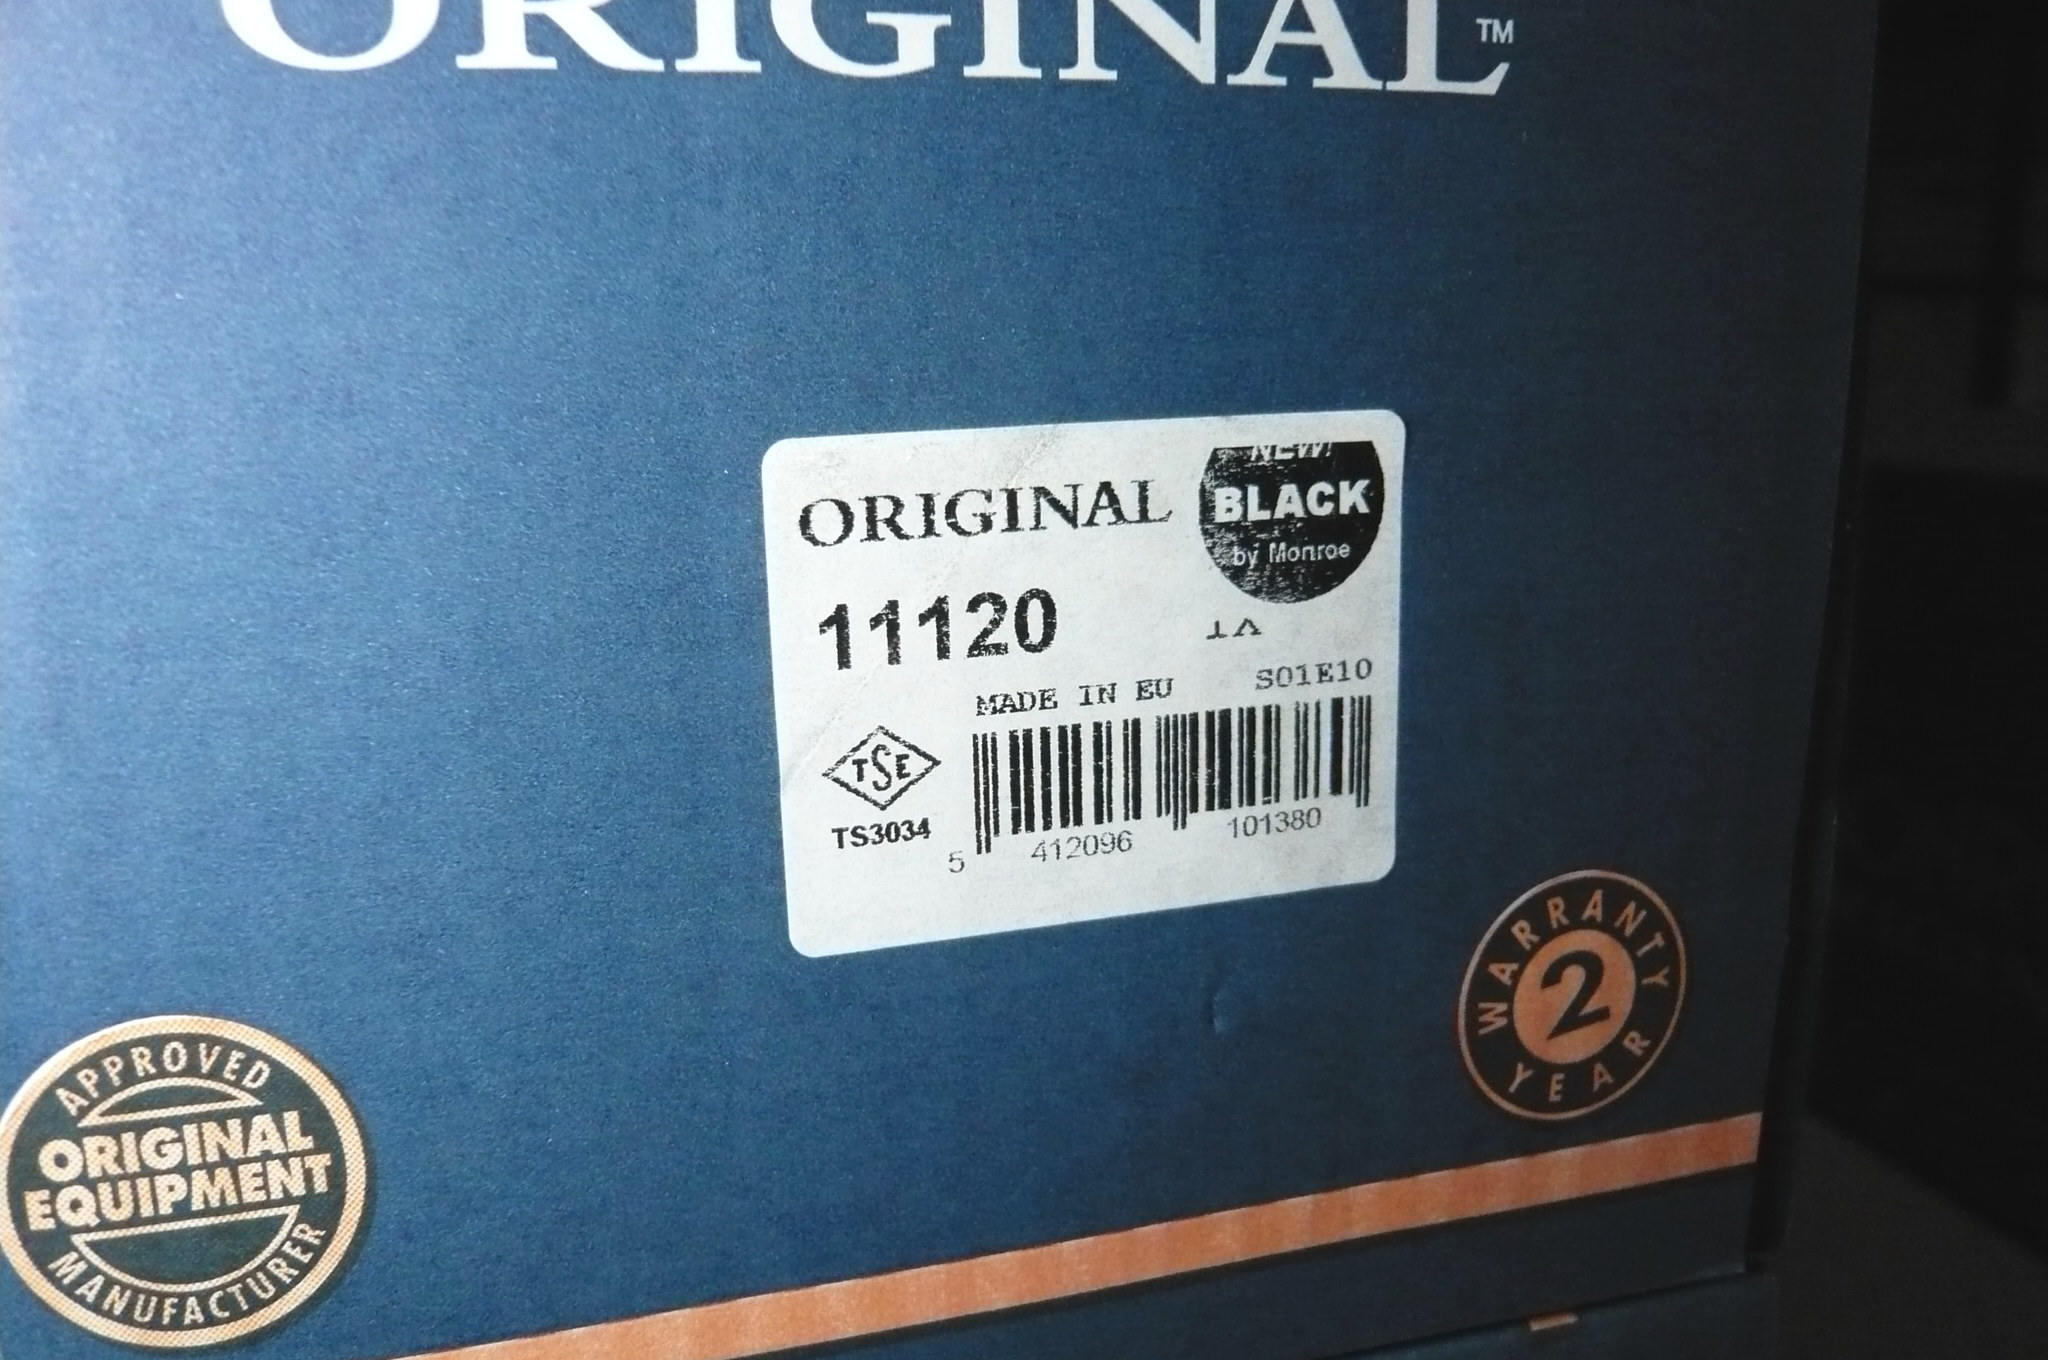 ORIGINAL™
NEW!
ORIGINAL
BLACK
by Monroe
11120
MADE IN EU
S01E10
TSE
TS3034
5 412096 101380
WARRANTY
2
YEAR
APPROVED
ORIGINAL
EQUIPMENT
MANUFACTURER